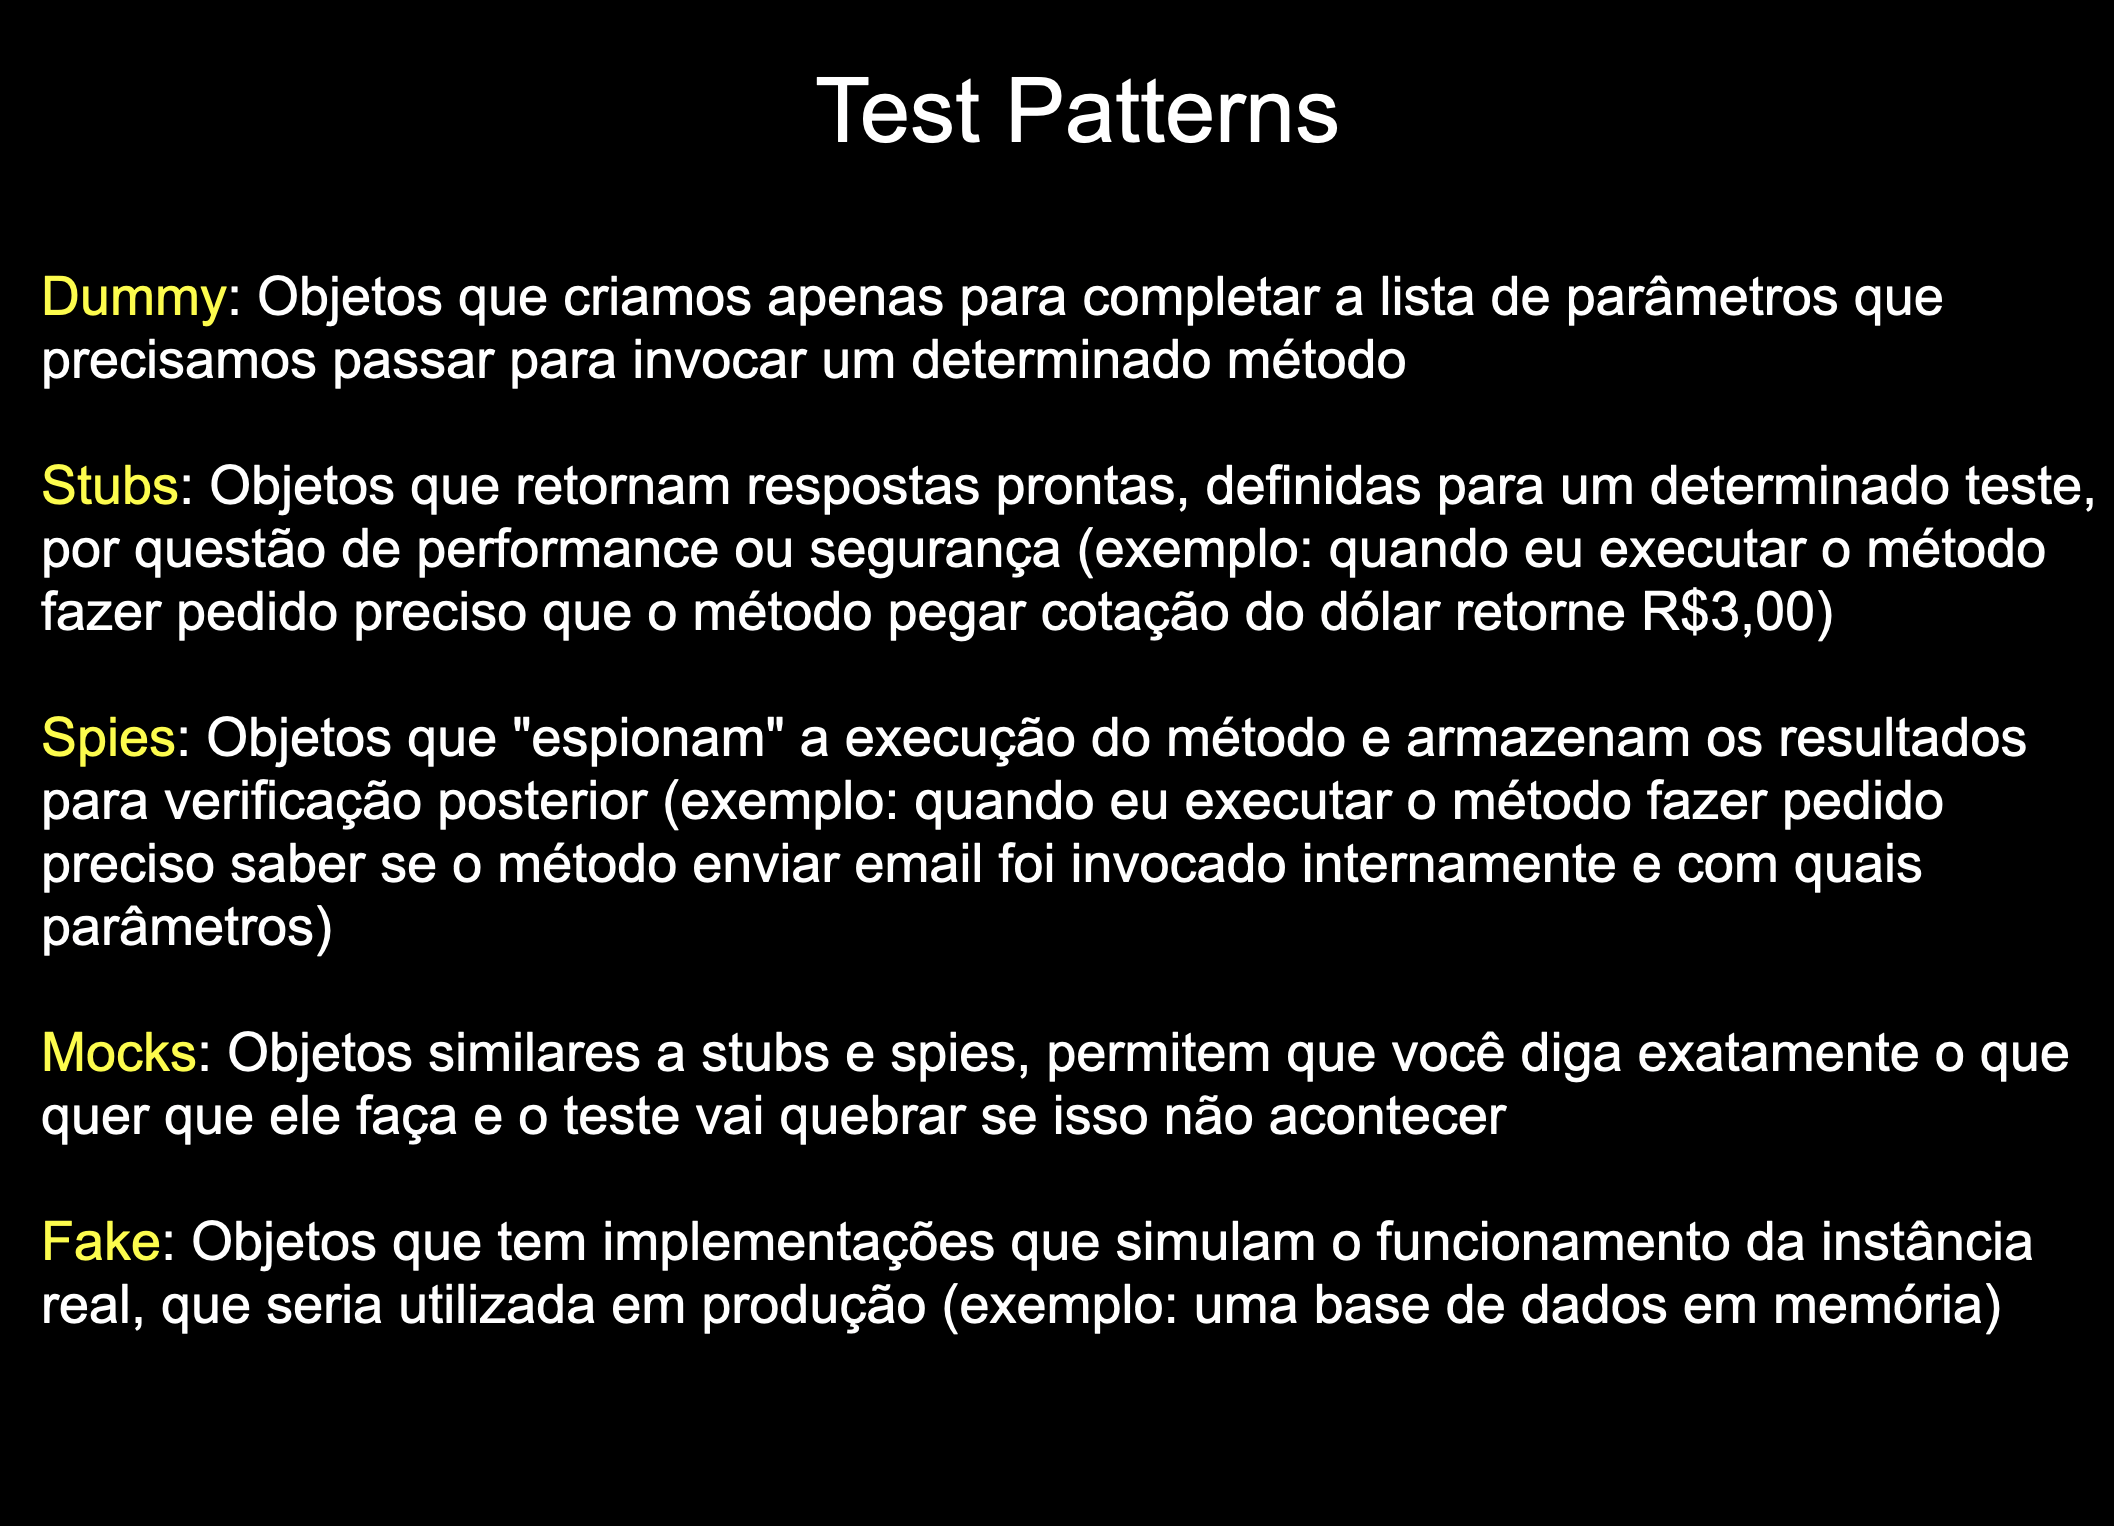 Test Patterns
Dummy: Objetos que criamos apenas para completar a lista de parâmetros que
precisamos passar para invocar um determinado método
Stubs: Objetos que retornam respostas prontas, definidas para um determinado teste,
por questão de performance ou segurança (exemplo: quando eu executar o método
fazer pedido preciso que o método pegar cotação do dólar retorne R$3,00)
Spies: Objetos que "espionam" a execução do método e armazenam os resultados
para verificação posterior (exemplo: quando eu executar o método fazer pedido
preciso saber se o método enviar email foi invocado internamente e com quais
parâmetros)
Mocks: Objetos similares a stubs e spies, permitem que você diga exatamente o que
quer que ele faça e o teste vai quebrar se isso não acontecer
Fake: Objetos que tem implementações que simulam o funcionamento da instância
real, que seria utilizada em produção (exemplo: uma base de dados em memória)